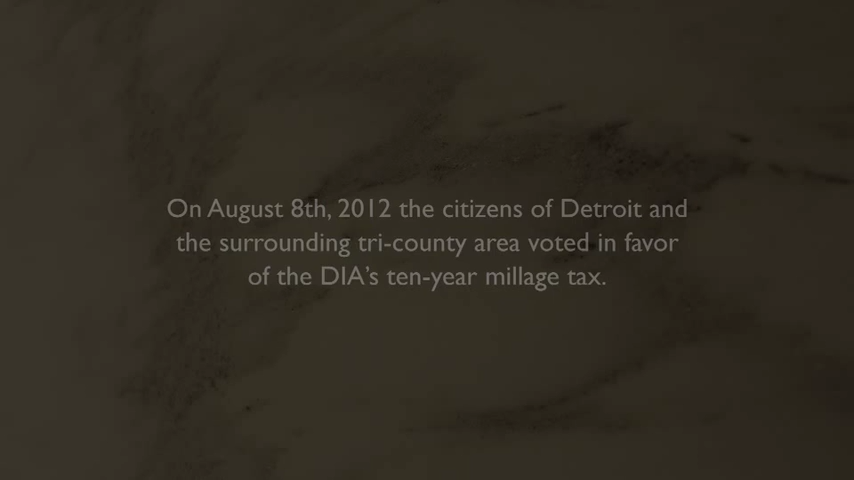 On August 8th, 2012 the citizens of Detroit and
the surrounding tri-county area voted in favor
of the DIA’s ten-year millage tax.